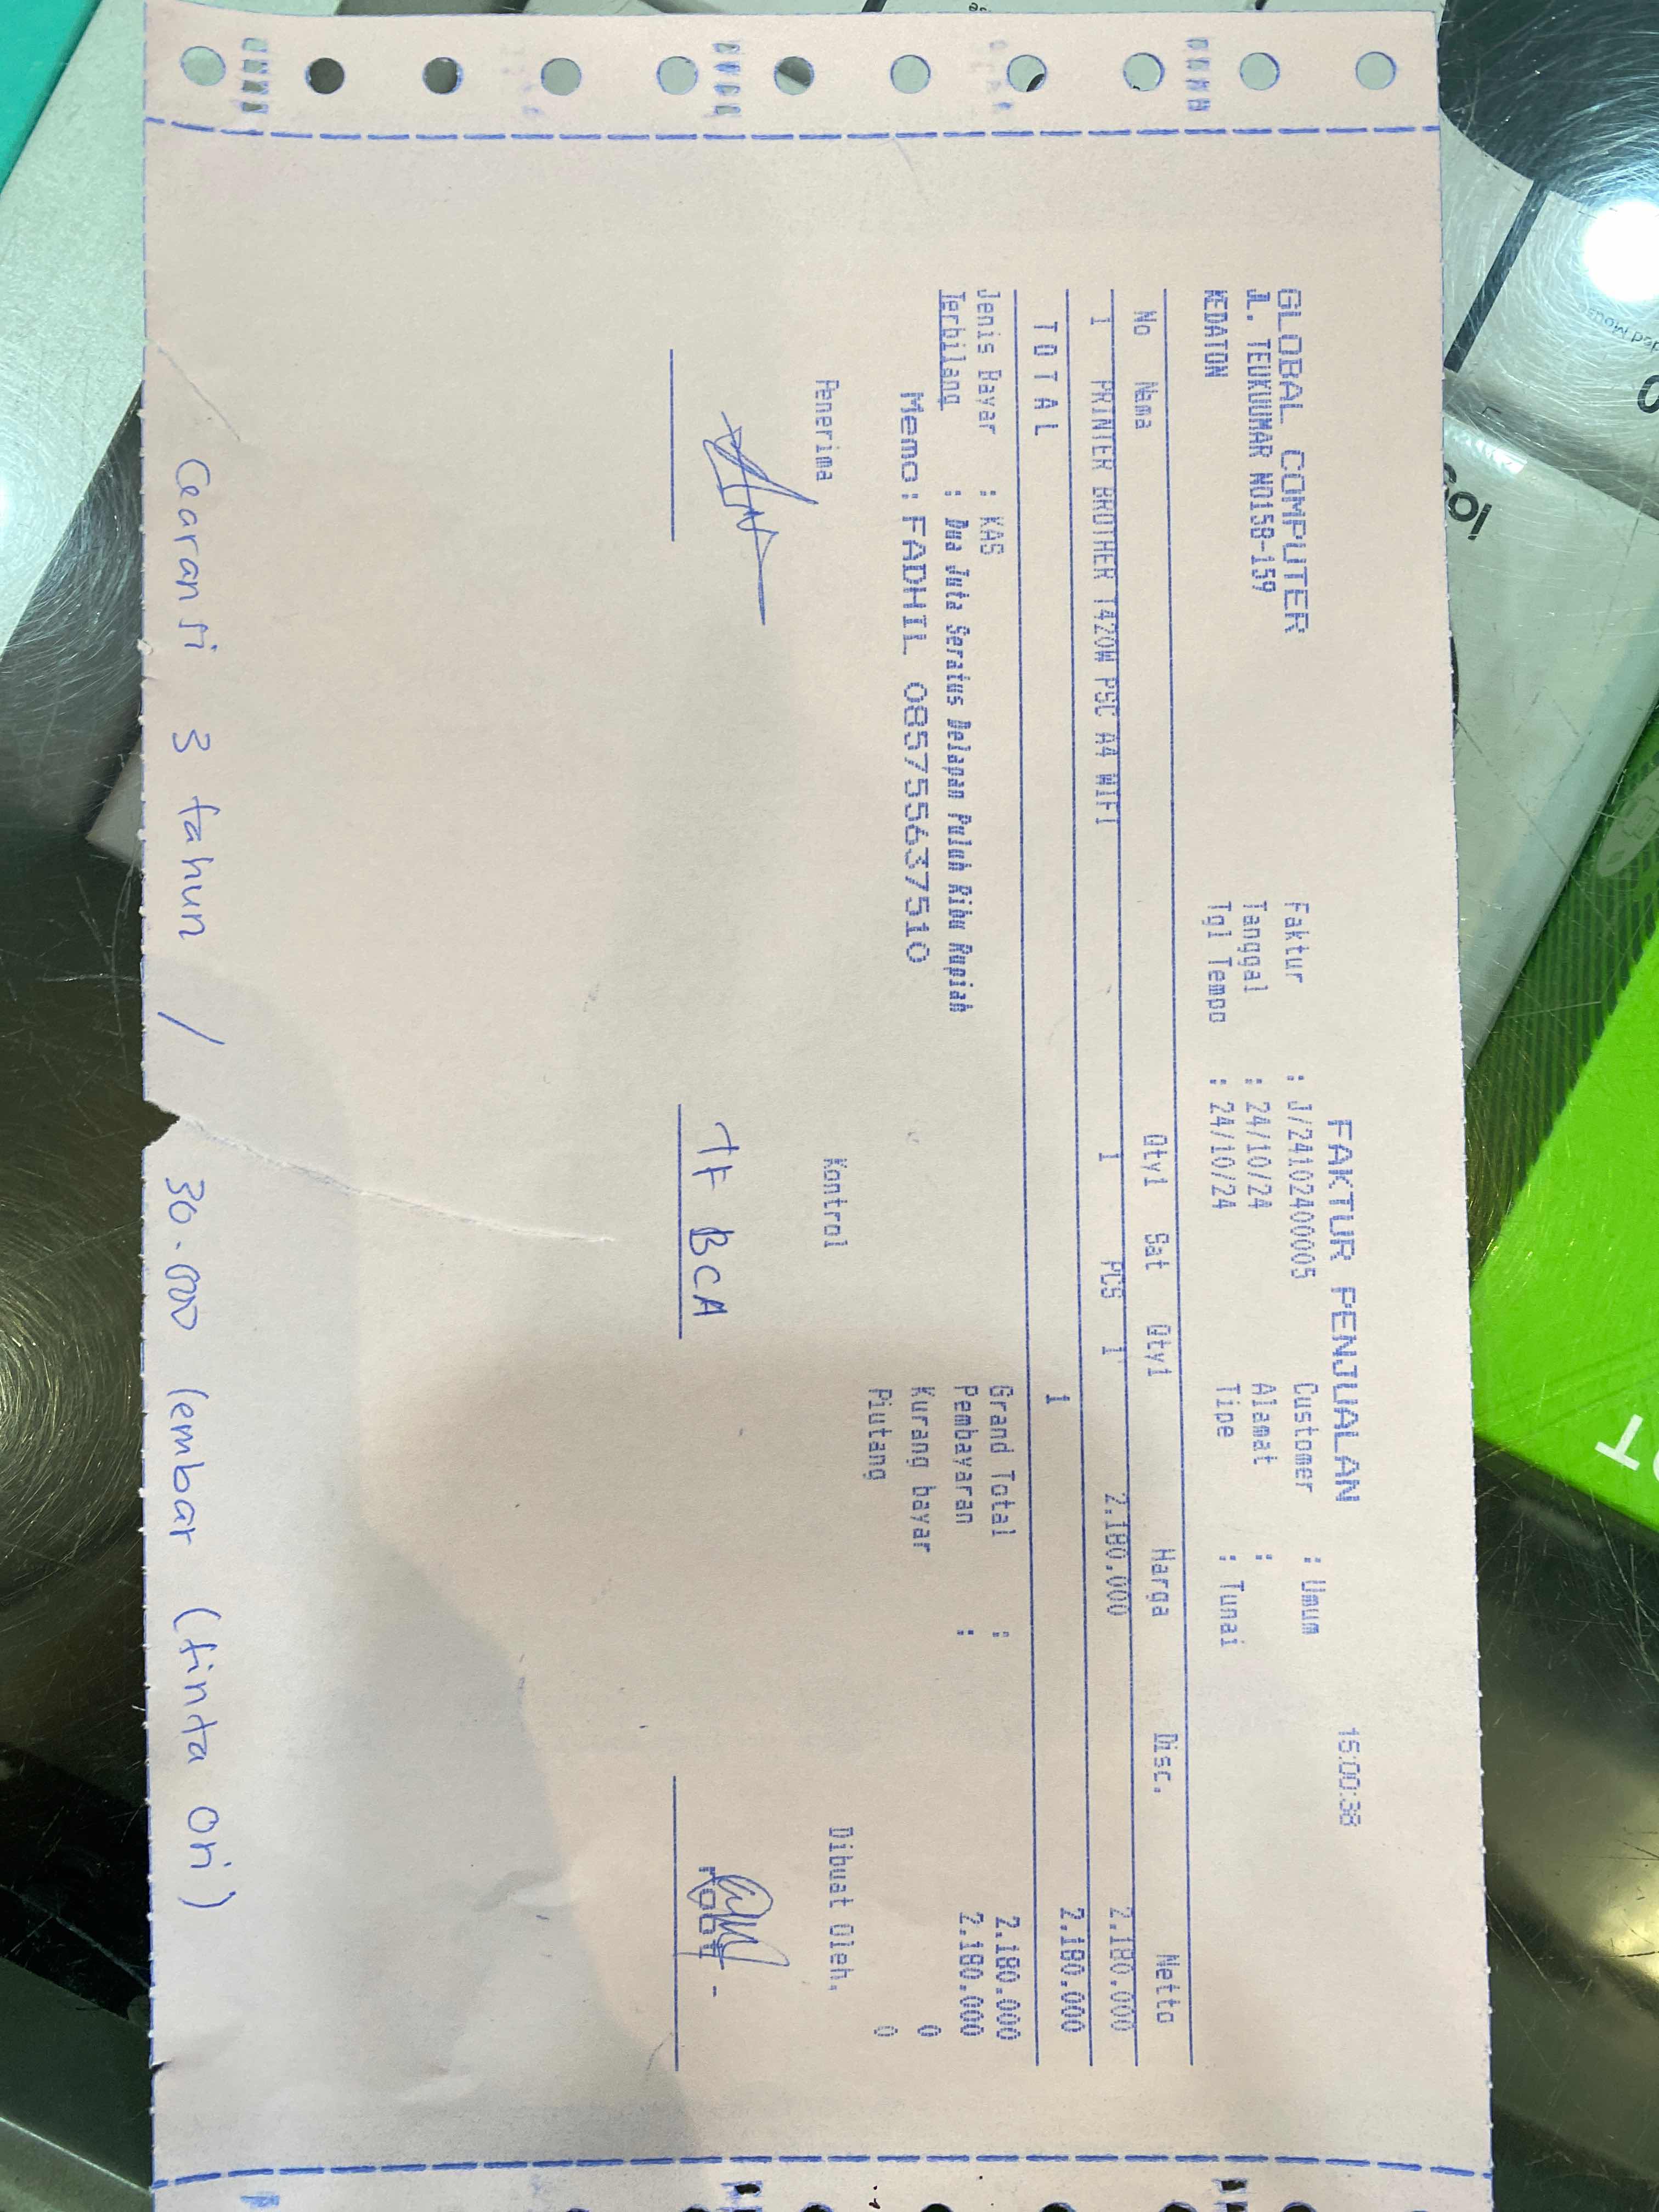 FAKTUR PENJUALAN 15:00:38
GLOBAL COMPUTER
JL. TEUKUUMAR NO158-159
KEDATON
Faktur : J/2410240005
Tanggal : 24/10/24
Tgl Tempo : 24/10/24
Customer : Umum
Alamat :
Tipe : Tunai
No Nama Qty1 Sat Qty1 Harga Disc. Netto
1 PRINTER BROTHER T420W PSC A4 WIFI 1 PCS 1 2.180.000 2.180.000
T O T A L 1 2.180.000
Jenis Bayar : KAS
Terbilang : Dua Juta Seratus Delapan Puluh Ribu Rupiah
Memo: FADHIL 085755637510
Grand Total : 2.180.000
Pembayaran : 2.180.000
Kurang bayar 0
Piutang 0
Penerima Kontrol Dibuat Oleh,
TF BCA
Garansi 3 tahun / 30.000 lembar (tinta ori)